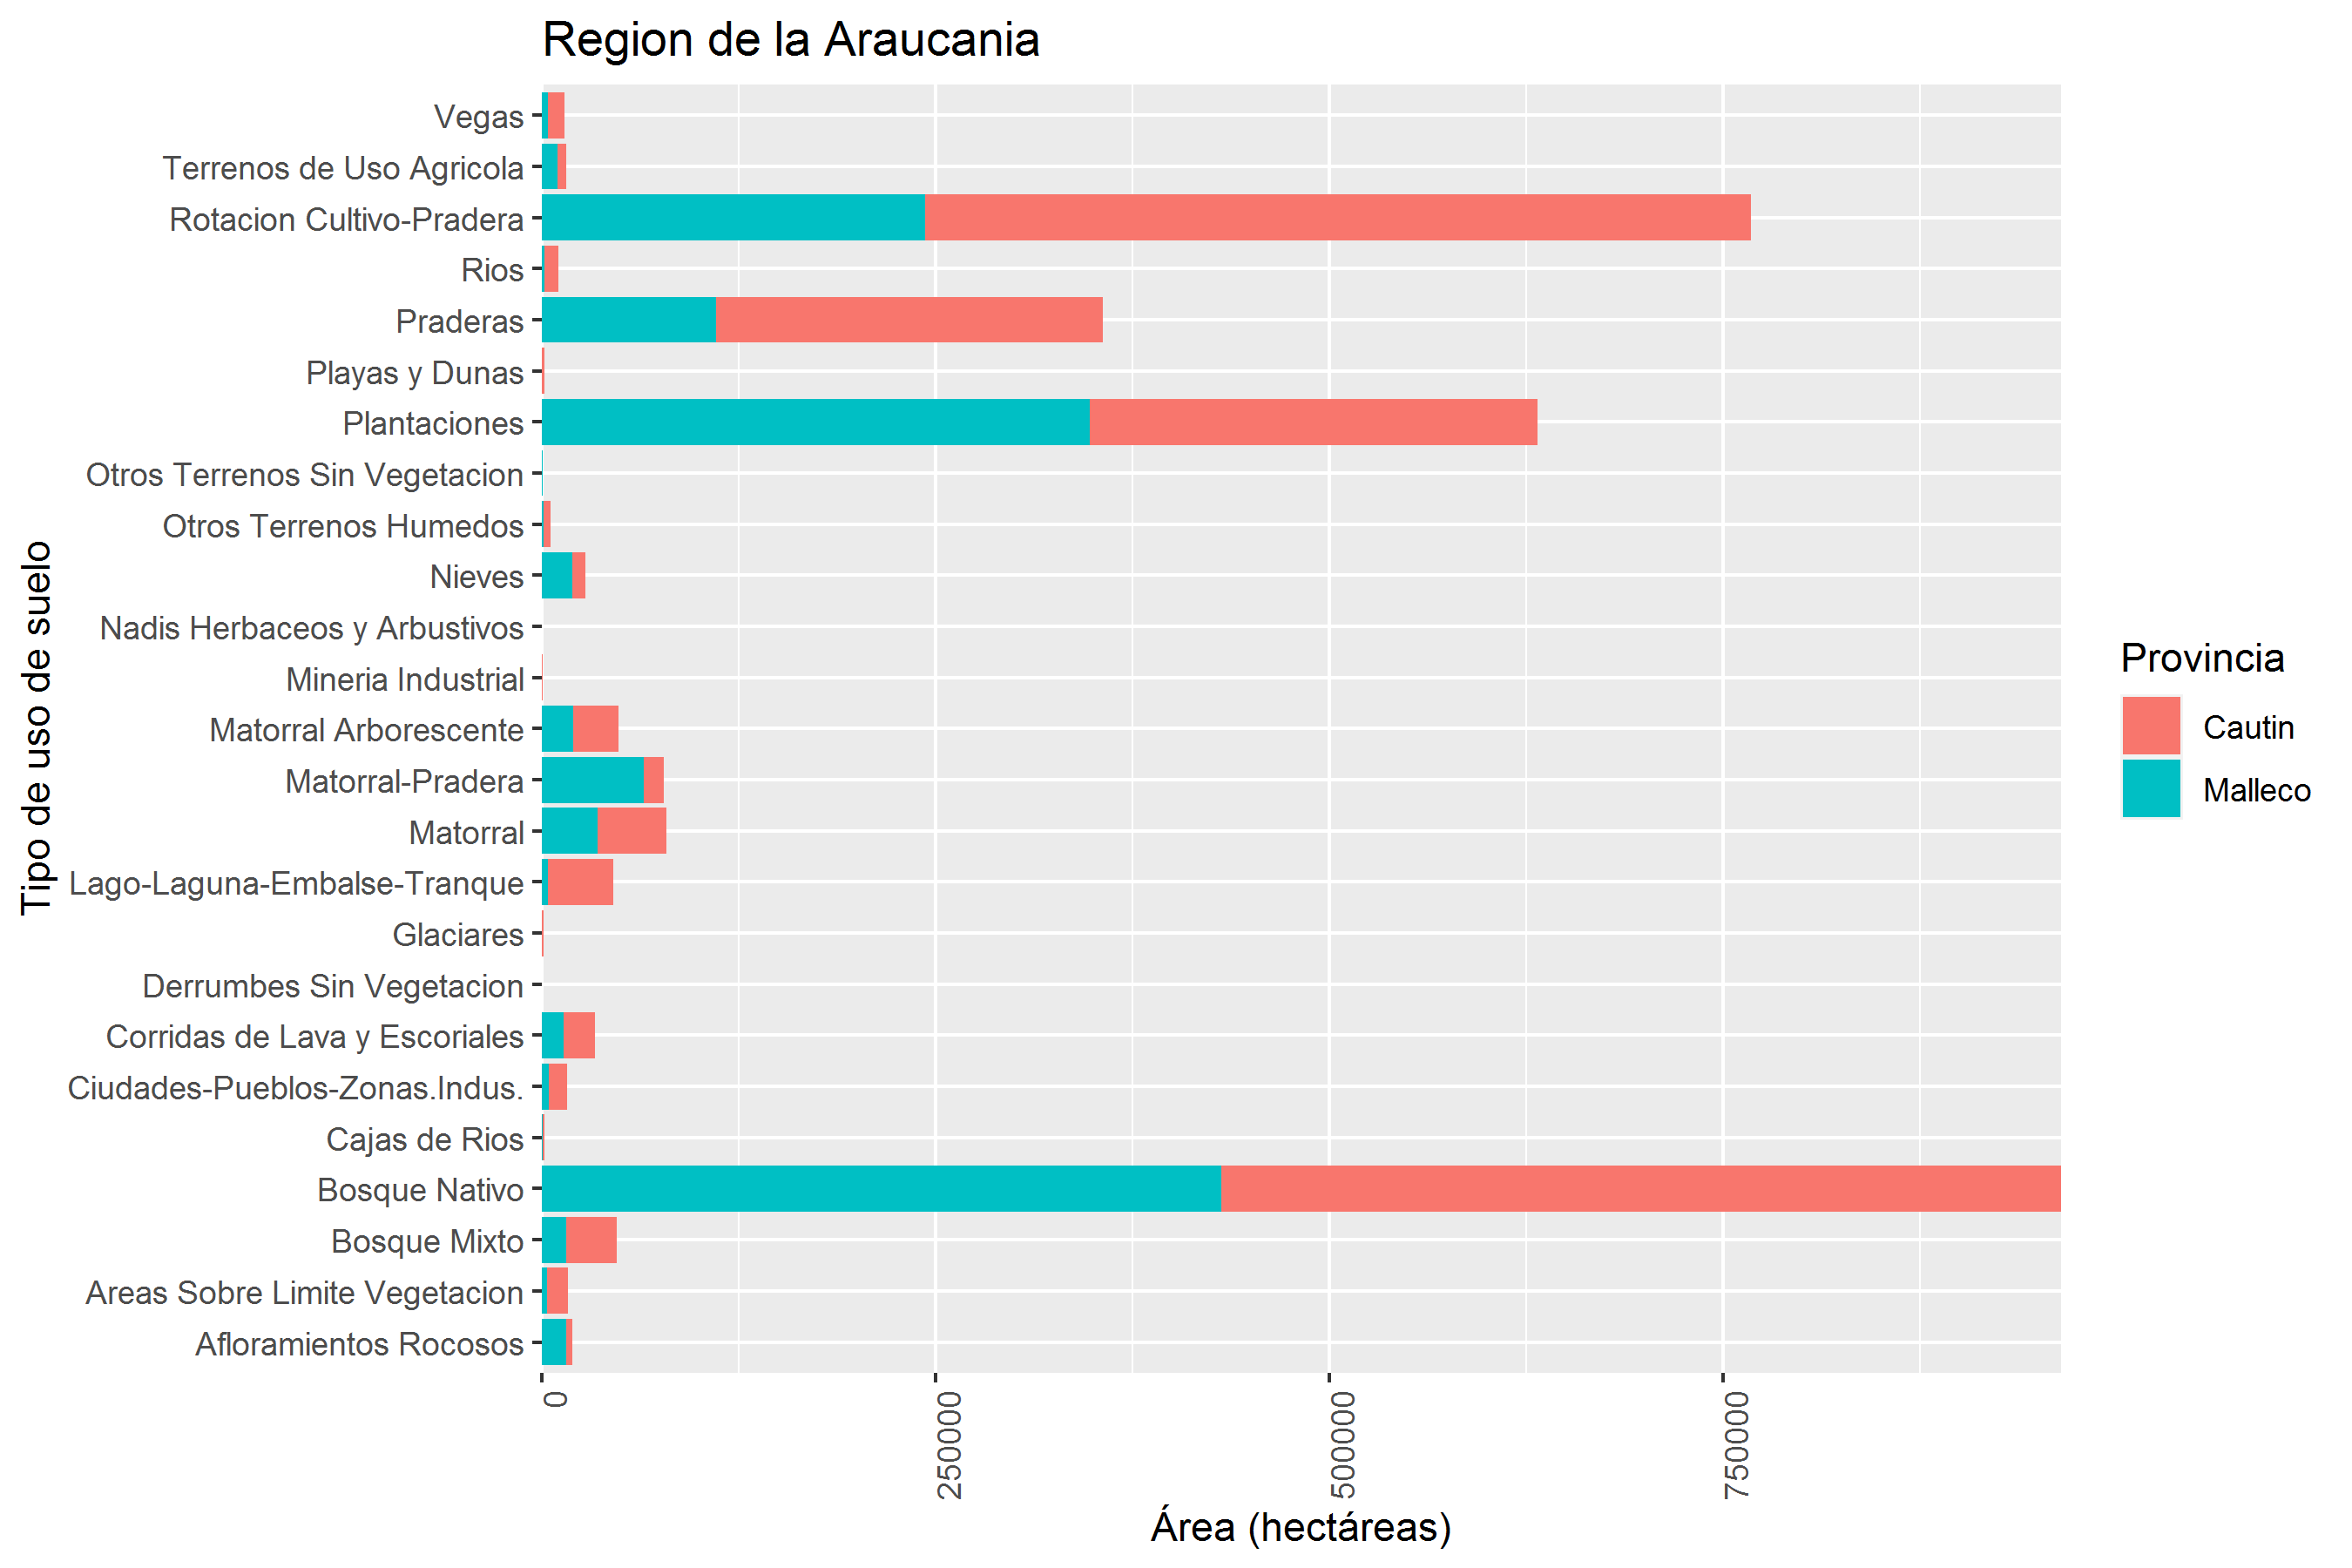 Region de la Araucania
Vegas
Terrenos de Uso Agricola
Rotacion Cultivo-Pradera
Rios
Praderas
Playas y Dunas
Plantaciones
Otros Terrenos Sin Vegetacion
Otros Terrenos Humedos
Nieves
Nadis Herbaceos y Arbustivos
Mineria Industrial
Matorral Arborescente
Matorral-Pradera
Matorral
Lago-Laguna-Embalse-Tranque
Glaciares
Derrumbes Sin Vegetacion
Corridas de Lava y Escoriales
Ciudades-Pueblos-Zonas.Indus.
Cajas de Rios
Bosque Nativo
Bosque Mixto
Areas Sobre Limite Vegetacion
Afloramientos Rocosos
Tipo de uso de suelo
0
250000
500000
750000
Área (hectáreas)
Provincia
Cautin
Malleco